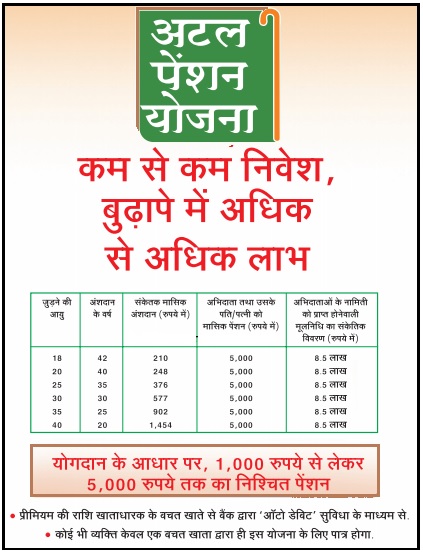 अटल
पेंशन
योजना
कम से कम निवेश,
बुढ़ापे में अधिक
से अधिक लाभ
जुड़ने की आयु | अंशदान के वर्ष | संकेतक मासिक अंशदान (रुपये में) | अभिदाता तथा उसके पति/पत्नी को मासिक पेंशन (रुपये में) | अभिदाताओं के नामिती को प्राप्त होनेवाली मूलनिधि का संकेतिक विवरण (रुपये में)
18 42 210 5,000 8.5 लाख
20 40 248 5,000 8.5 लाख
25 35 376 5,000 8.5 लाख
30 30 577 5,000 8.5 लाख
35 25 902 5,000 8.5 लाख
40 20 1,454 5,000 8.5 लाख
योगदान के आधार पर, 1,000 रुपये से लेकर
5,000 रुपये तक का निश्चित पेंशन
• प्रीमियम की राशि खाताधारक के बचत खाते से बैंक द्वारा 'ऑटो डेबिट' सुविधा के माध्यम से.
• कोई भी व्यक्ति केवल एक बचत खाता द्वारा ही इस योजना के लिए पात्र होगा.